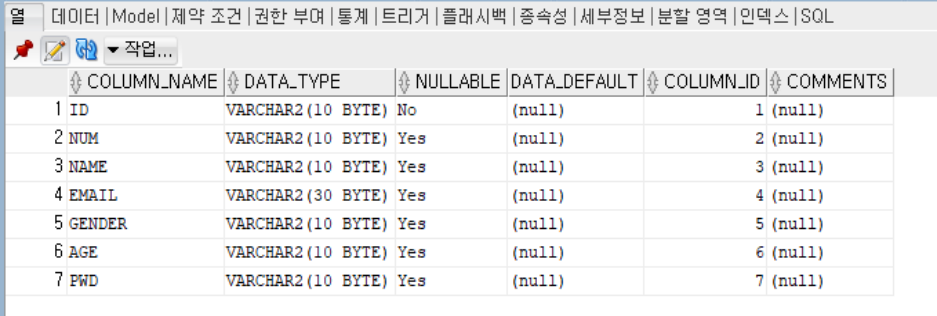 열 데이터 | Model | 제약 조건 | 권한 부여 | 통계 | 트리거 | 플래시백 | 종속성 | 세부정보 | 분할 영역 | 인덱스 | SQL
작업...
COLUMN_NAME DATA_TYPE NULLABLE DATA_DEFAULT COLUMN_ID COMMENTS
1 ID VARCHAR2(10 BYTE) No (null) 1 (null)
2 NUM VARCHAR2(10 BYTE) Yes (null) 2 (null)
3 NAME VARCHAR2(10 BYTE) Yes (null) 3 (null)
4 EMAIL VARCHAR2(30 BYTE) Yes (null) 4 (null)
5 GENDER VARCHAR2(10 BYTE) Yes (null) 5 (null)
6 AGE VARCHAR2(10 BYTE) Yes (null) 6 (null)
7 PWD VARCHAR2(10 BYTE) Yes (null) 7 (null)